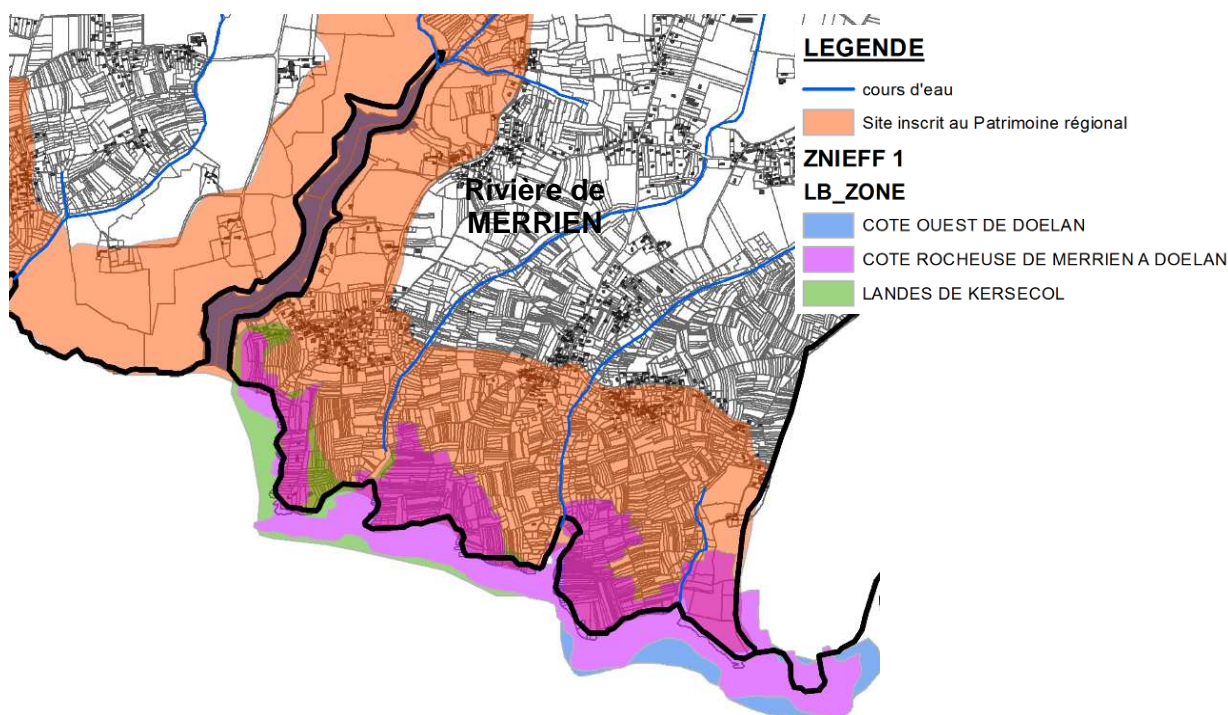 LEGENDE
cours d'eau
Site inscrit au Patrimoine régional
ZNIEFF 1
LB_ZONE
COTE OUEST DE DOELAN
COTE ROCHEUSE DE MERRIEN A DOELAN
LANDES DE KERSECOL
Rivière de
MERRIEN